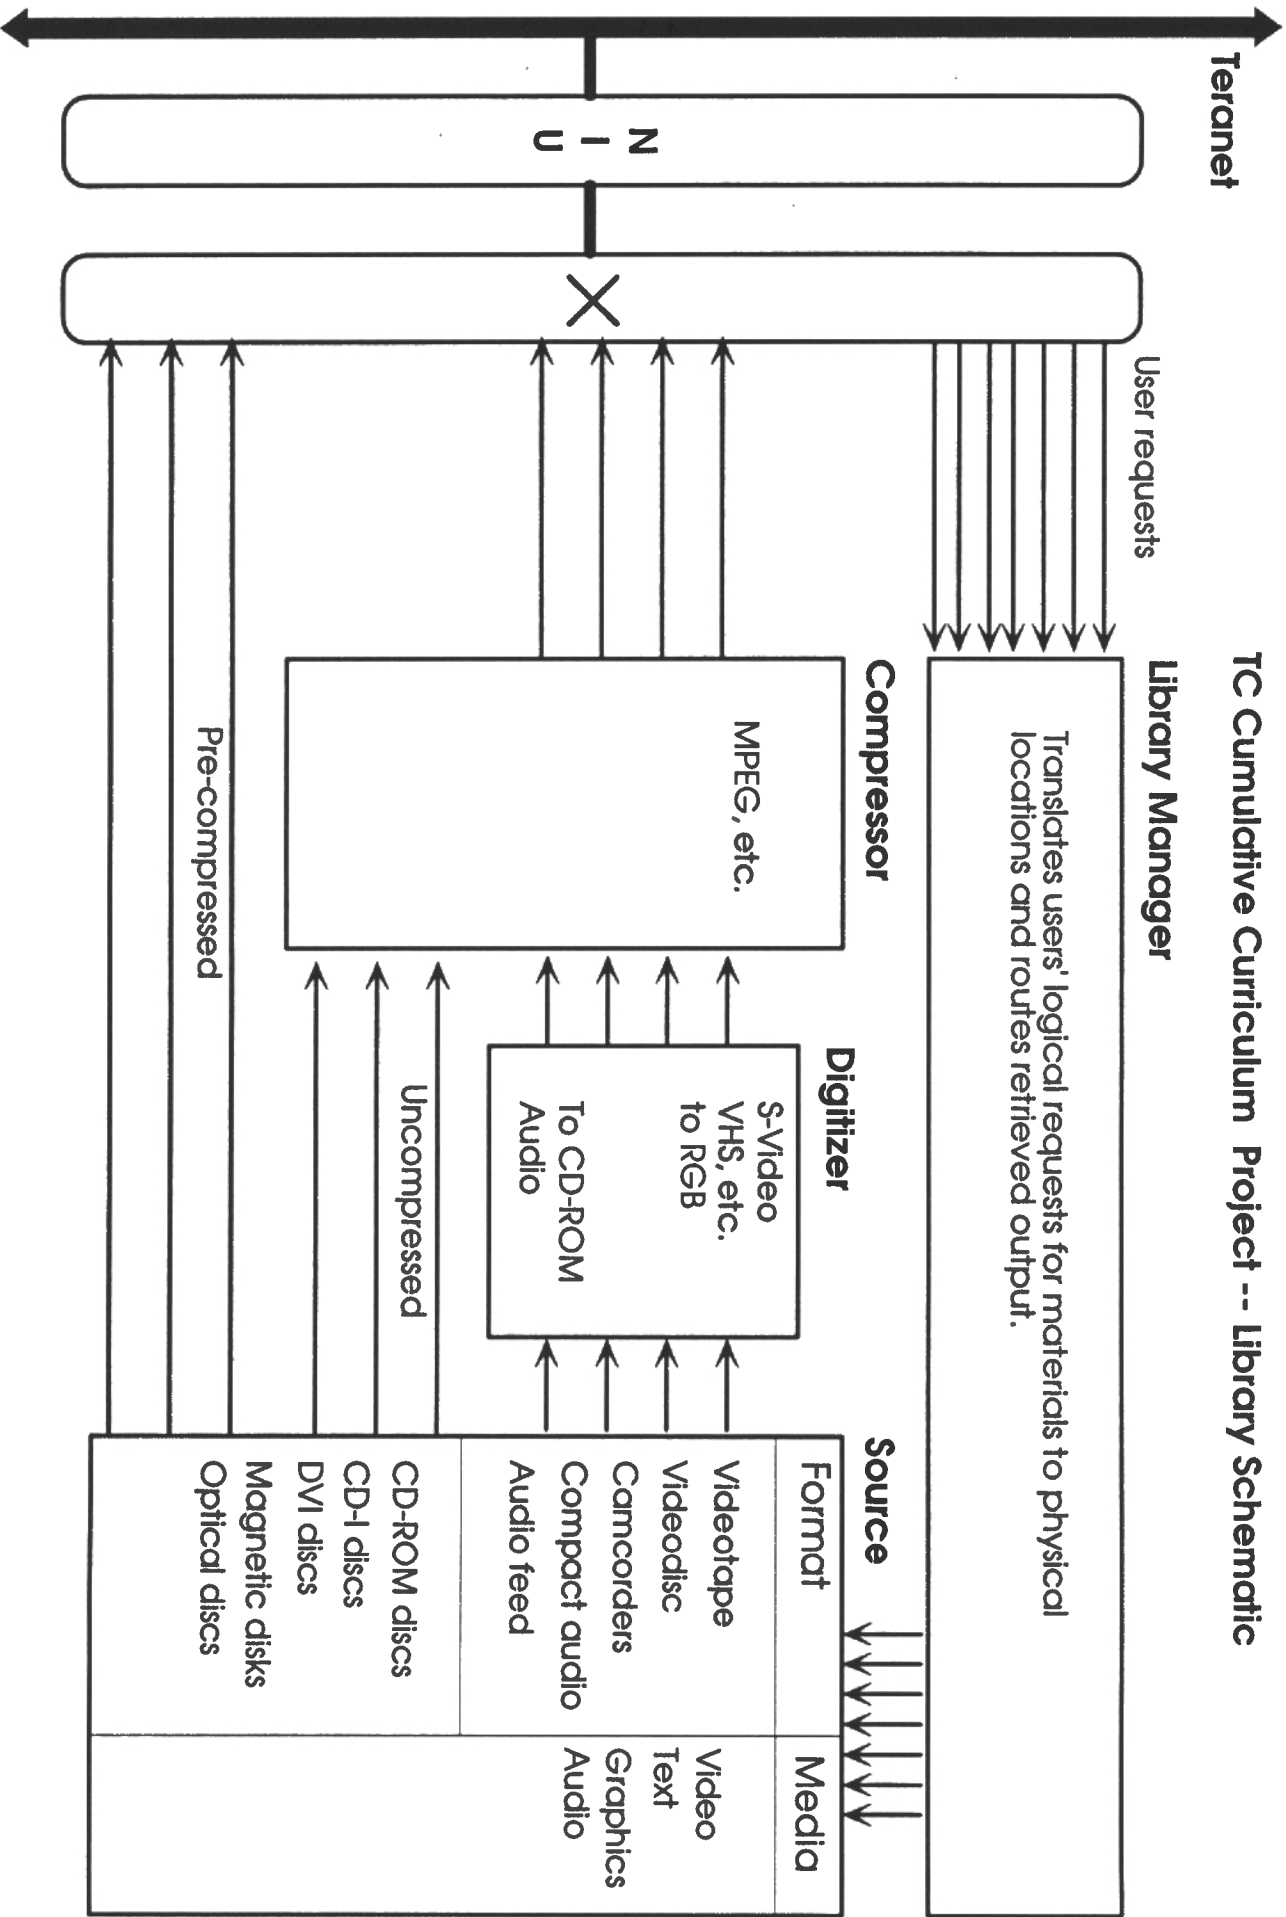 TC Cumulative Curriculum Project -- Library Schematic
Teranet
N
I
U
User requests
Library Manager
Translates users' logical requests for materials to physical
locations and routes retrieved output.
Compressor
MPEG, etc.
Digitizer
S-Video
VHS, etc.
to RGB
To CD-ROM
Audio
Uncompressed
Pre-compressed
Source
Format
Media
Videotape
Videodisc
Camcorders
Compact audio
Audio feed
CD-ROM discs
CD-I discs
DVI discs
Magnetic disks
Optical discs
Video
Text
Graphics
Audio